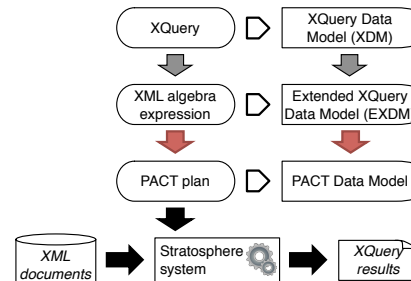 XQuery
XQuery Data
Model (XDM)
XML algebra
expression
Extended XQuery
Data Model (EXDM)
PACT plan
PACT Data Model
XML
documents
Stratosphere
system
XQuery
results